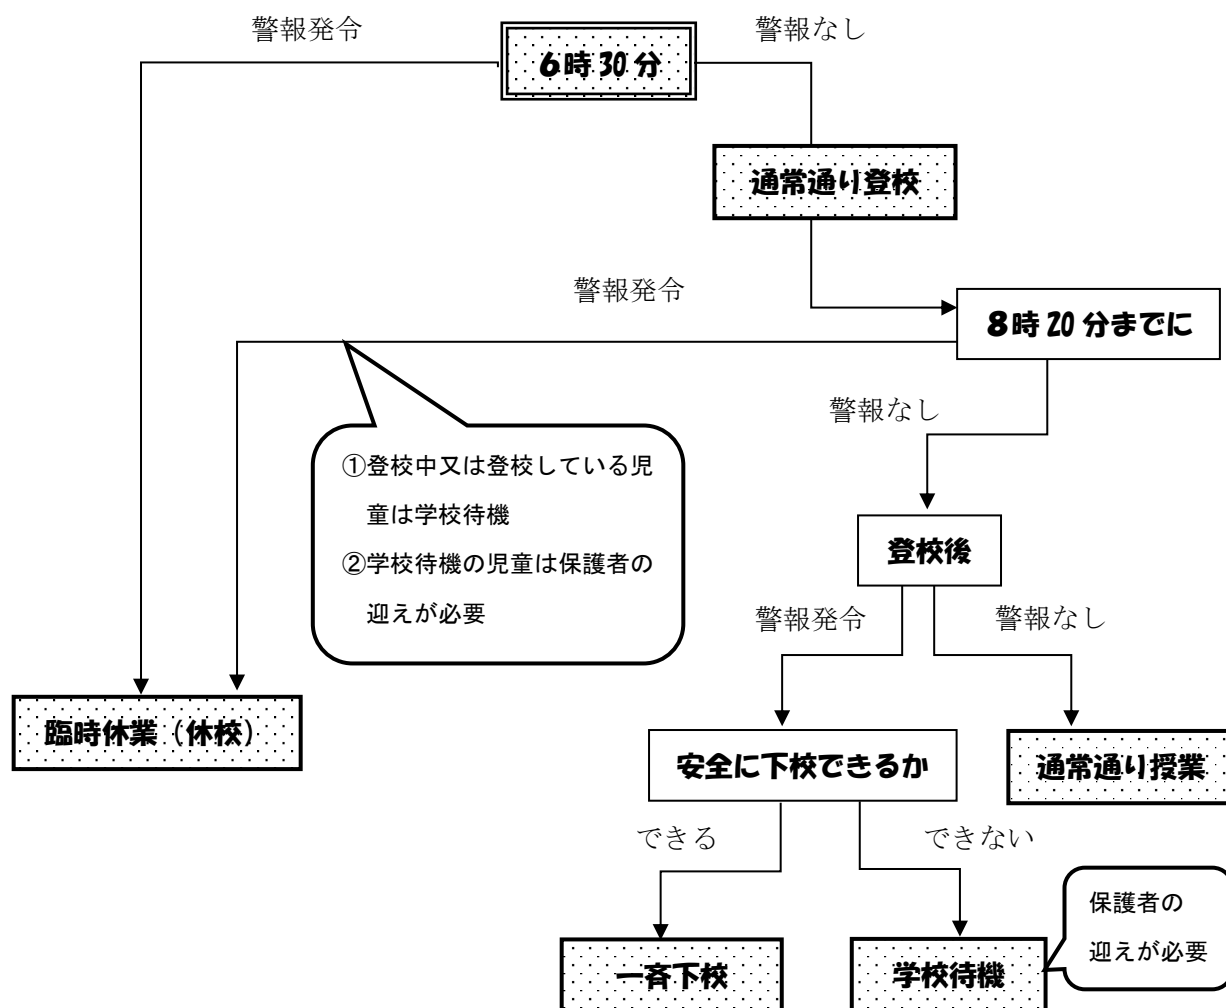 警報発令
警報なし
6時30分
通常通り登校
警報発令
8時20分までに
警報なし
①登校中又は登校している児
童は学校待機
②学校待機の児童は保護者の
迎えが必要
登校後
警報発令
警報なし
臨時休業（休校）
安全に下校できるか
通常通り授業
できる
できない
保護者の
迎えが必要
一斉下校
学校待機